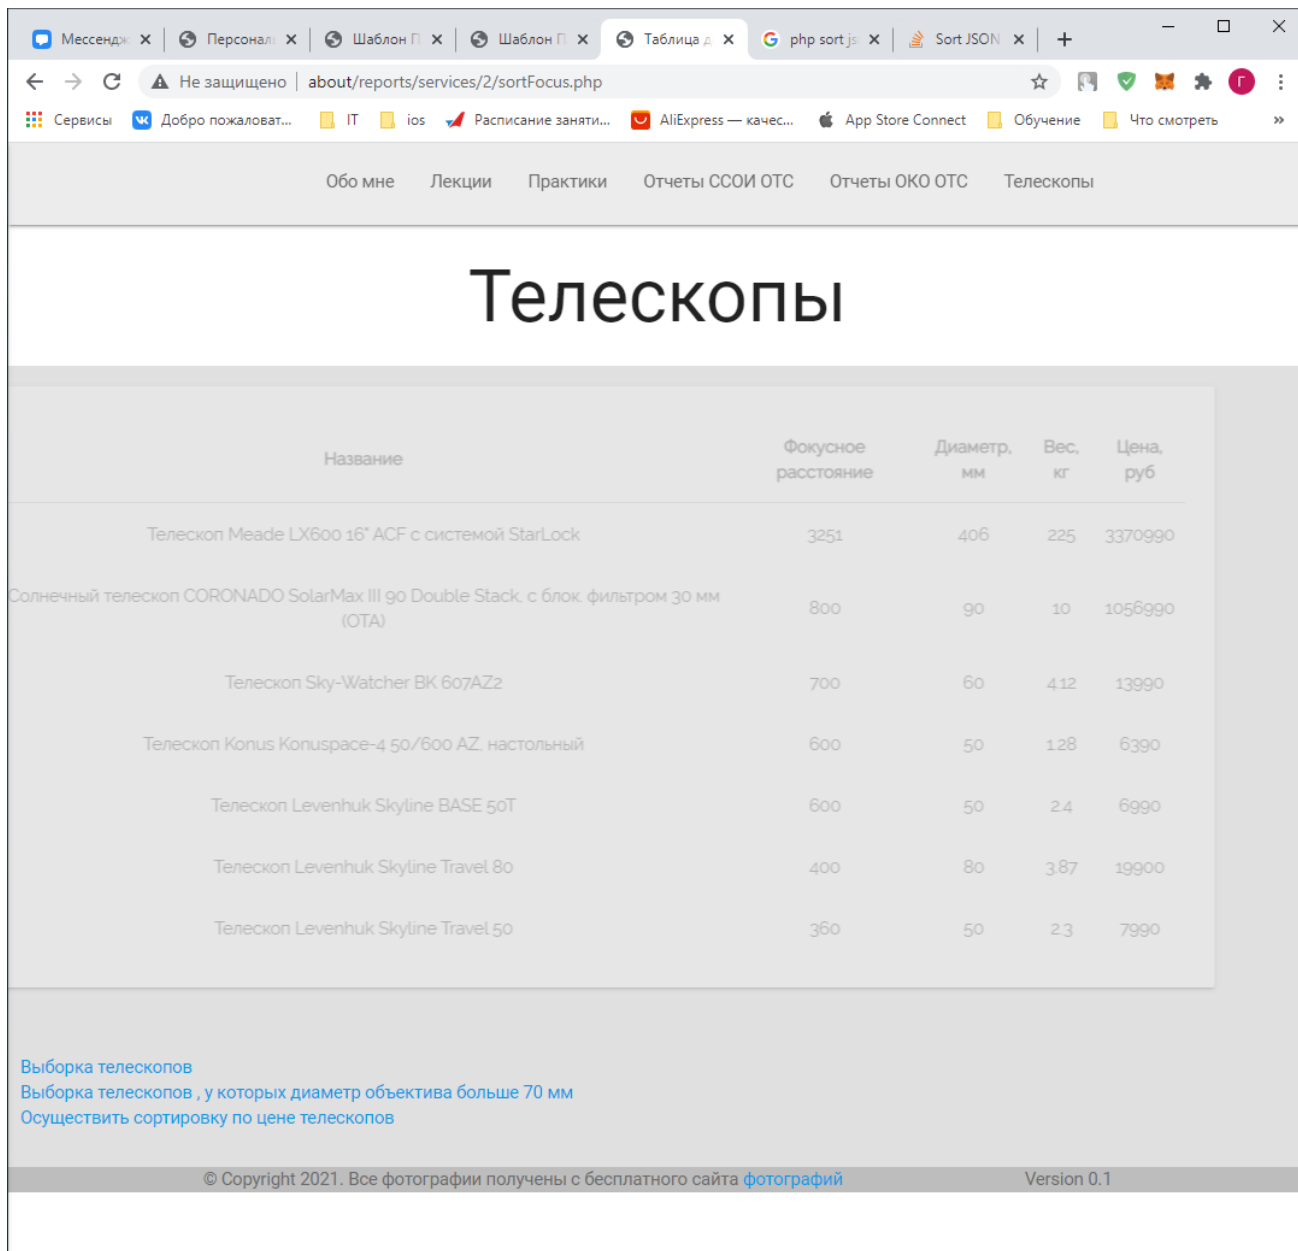 Мессендж
Персонал
Шаблон П
Шаблон П
Таблица д
php sort js
Sort JSON
Не защищено | about/reports/services/2/sortFocus.php
Г
Сервисы
Добро пожаловат...
IT
ios
Расписание заняти...
AliExpress — качес...
App Store Connect
Обучение
Что смотреть
»
Обо мне Лекции Практики Отчеты ССОИ ОТС Отчеты ОКО ОТС Телескопы
Телескопы
Название
Фокусное
расстояние
Диаметр,
мм
Вес,
кг
Цена,
руб
Телескоп Meade LX600 16" ACF с системой StarLock 3251 406 225 3370990
Солнечный телескоп CORONADO SolarMax III 90 Double Stack, с блок. фильтром 30 мм
(OTA) 800 90 10 1056990
Телескоп Sky-Watcher BK 607AZ2 700 60 4.12 13990
Телескоп Konus Konuspace-4 50/600 AZ, настольный 600 50 1.28 6390
Телескоп Levenhuk Skyline BASE 50T 600 50 2.4 6990
Телескоп Levenhuk Skyline Travel 80 400 80 3.87 19900
Телескоп Levenhuk Skyline Travel 50 360 50 2.3 7990
Выборка телескопов
Выборка телескопов , у которых диаметр объектива больше 70 мм
Осуществить сортировку по цене телескопов
© Copyright 2021. Все фотографии получены с бесплатного сайта фотографий Version 0.1